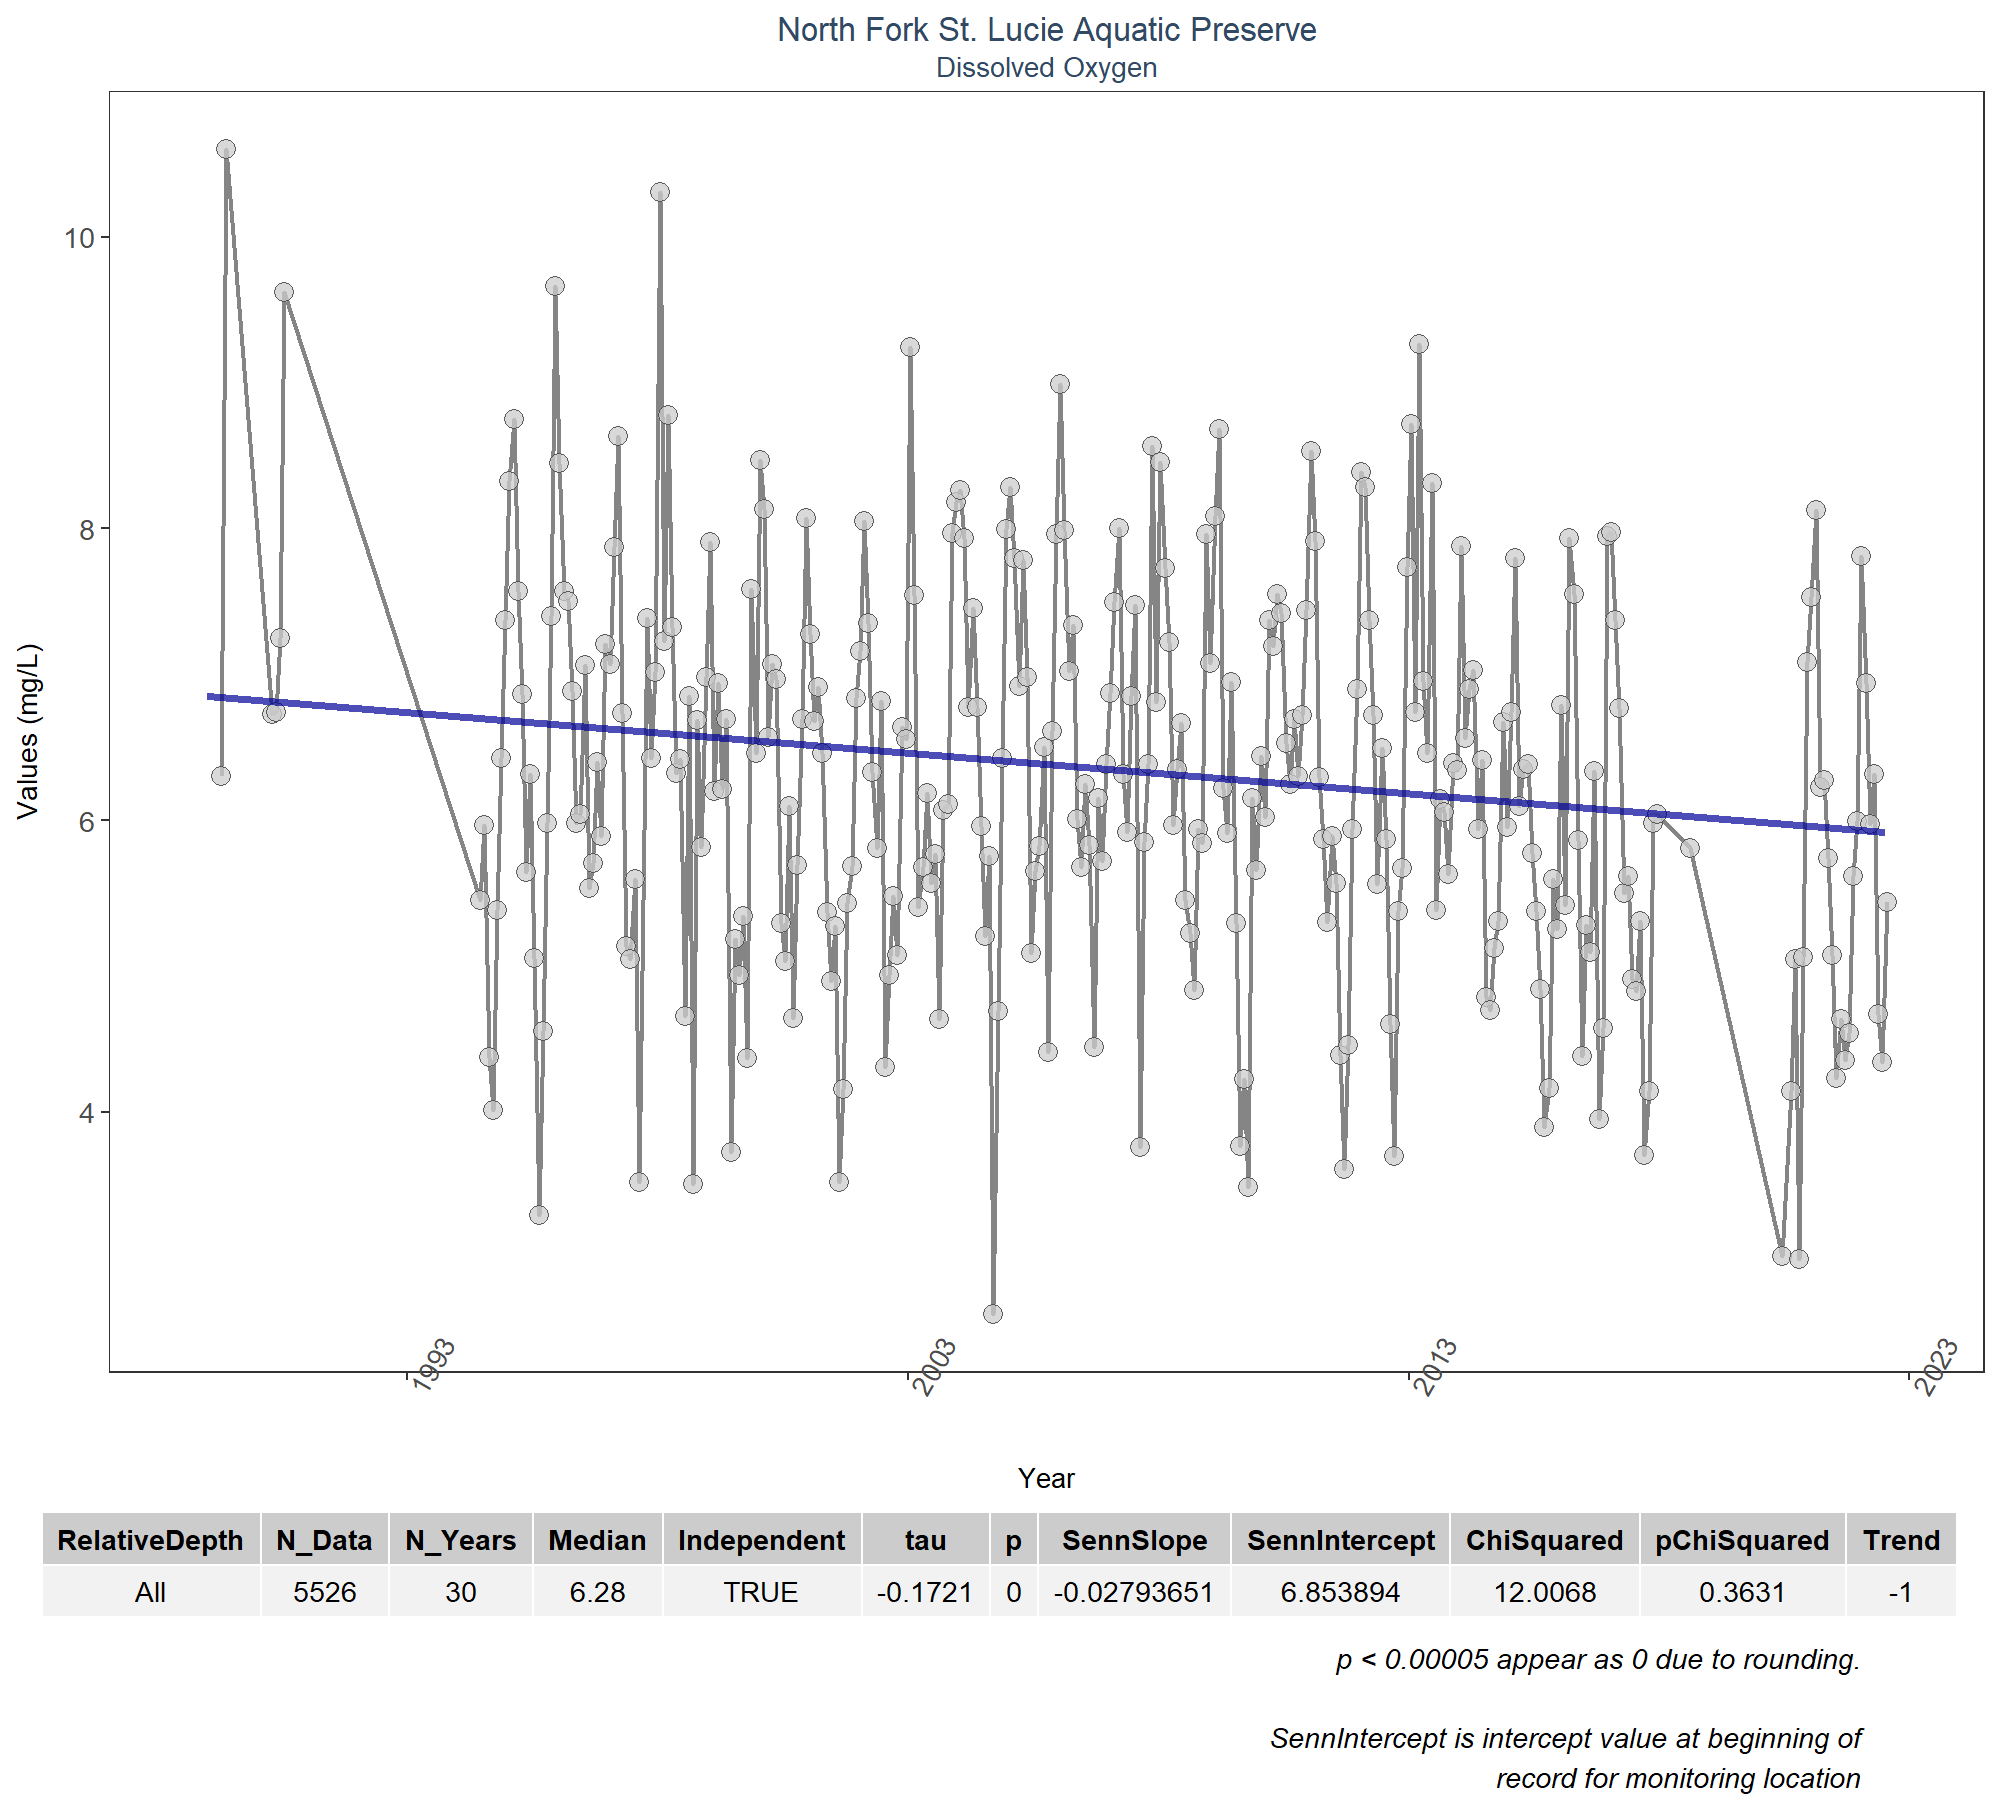 North Fork St. Lucie Aquatic Preserve
Dissolved Oxygen
Values (mg/L)
10
8
6
4
1993 2003 2013 2023
Year
RelativeDepth N_Data N_Years Median Independent tau p SennSlope SennIntercept ChiSquared pChiSquared Trend
All 5526 30 6.28 TRUE -0.1721 0 -0.02793651 6.853894 12.0068 0.3631 -1
p < 0.00005 appear as 0 due to rounding.
SennIntercept is intercept value at beginning of
record for monitoring location